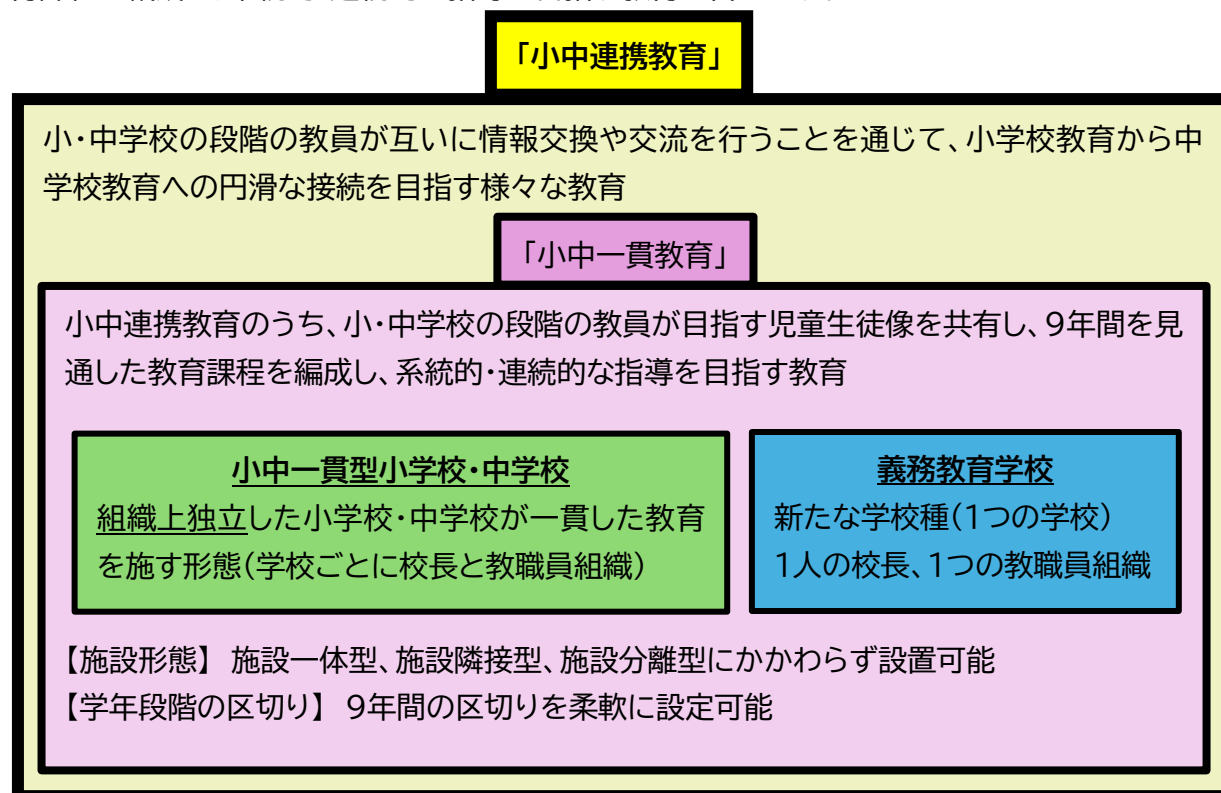 「小中連携教育」
小・中学校の段階の教員が互いに情報交換や交流を行うことを通じて、小学校教育から中
学校教育への円滑な接続を目指す様々な教育
「小中一貫教育」
小中連携教育のうち、小・中学校の段階の教員が目指す児童生徒像を共有し、9年間を見
通した教育課程を編成し、系統的・連続的な指導を目指す教育
小中一貫型小学校・中学校
組織上独立した小学校・中学校が一貫した教育
を施す形態(学校ごとに校長と教職員組織)
義務教育学校
新たな学校種(1つの学校)
1人の校長、1つの教職員組織
【施設形態】 施設一体型、施設隣接型、施設分離型にかかわらず設置可能
【学年段階の区切り】 9年間の区切りを柔軟に設定可能